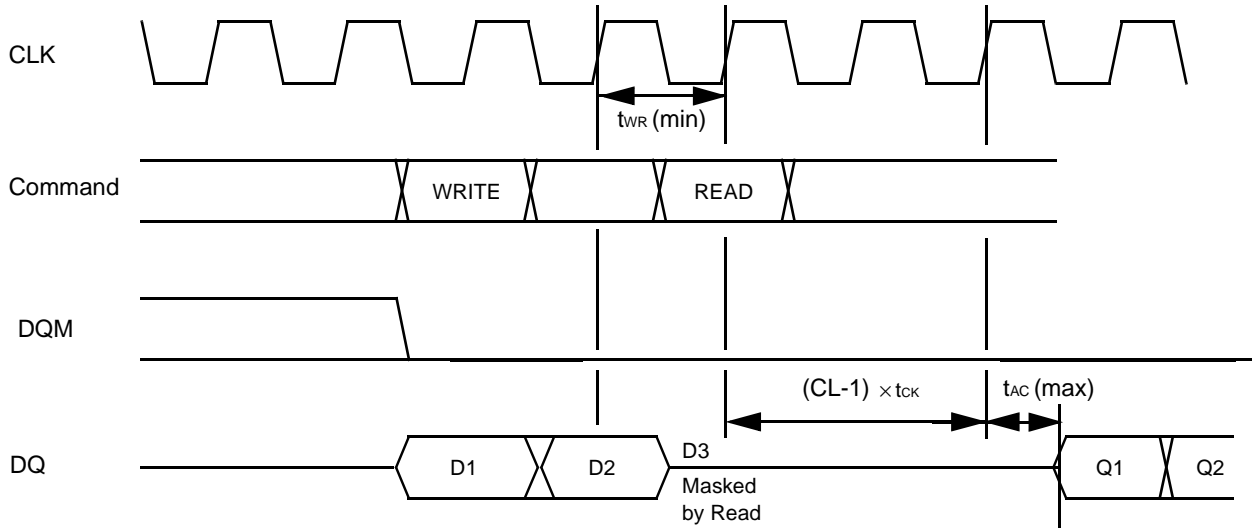 CLK
tWR (min)
Command
WRITE
READ
DQM
(CL-1) × tCK
tAC (max)
DQ
D1
D2
D3
Masked
by Read
Q1
Q2